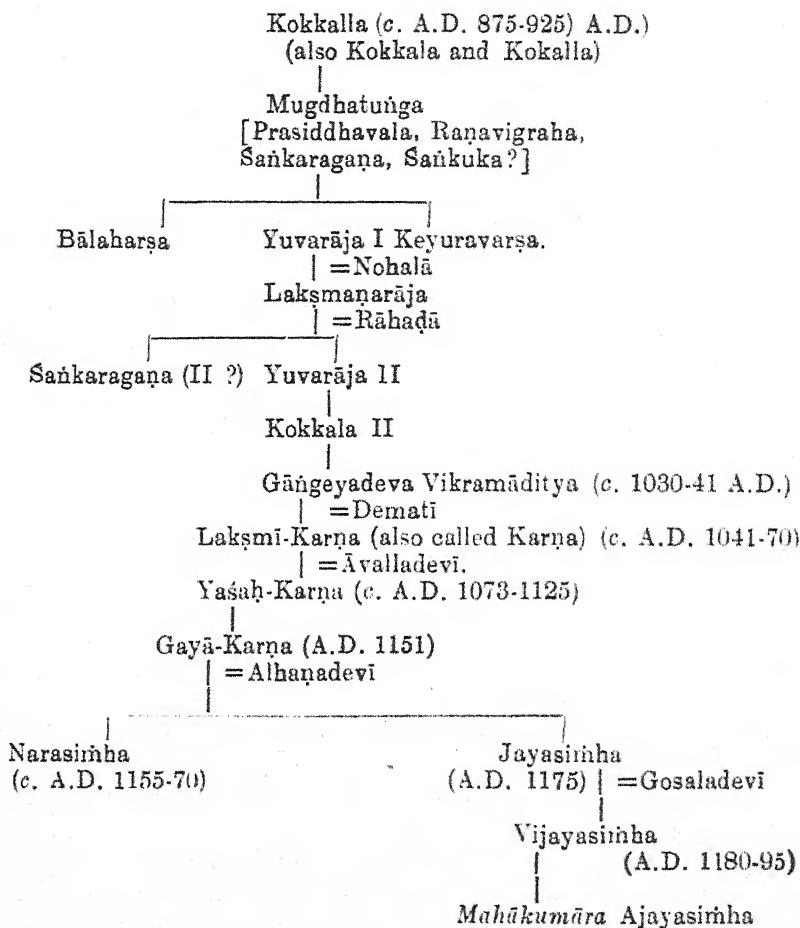 Kokkalla (c. A.D. 875-925) A.D.)
(also Kokkala and Kokalla)
Mugdhatuṅga
[Prasiddhavala, Raṇavigraha,
Śaṅkaragaṇa, Śaṅkuka?]
Bālaharṣa Yuvarāja I Keyuravarṣa.
=Nohalā
Lakṣmaṇarāja
=Rāhaḍā
Śaṅkaragaṇa (II ?) Yuvarāja II
Kokkala II
Gāṅgeyadeva Vikramāditya (c. 1030-41 A.D.)
=Dematī
Lakṣmī-Karṇa (also called Karṇa) (c. A.D. 1041-70)
=Āvalladevī.
Yaśaḥ-Karṇa (c. A.D. 1073-1125)
Gayā-Karṇa (A.D. 1151)
=Alhaṇadevī
Narasiṁha Jayasiṁha
(c. A.D. 1155-70) (A.D. 1175) =Gosaladevī
Vijayasiṁha
(A.D. 1180-95)
Mahākumāra Ajayasiṁha